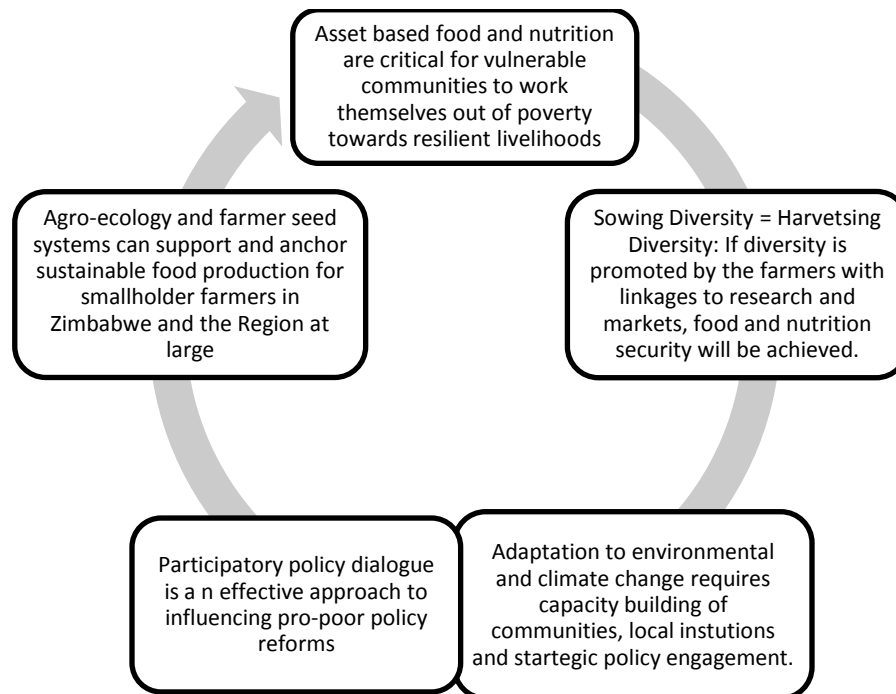 Asset based food and nutrition
are critical for vulnerable
communities to work
themselves out of poverty
towards resilient livelihoods
Sowing Diversity = Harvetsing
Diversity: If diversity is
promoted by the farmers with
linkages to research and
markets, food and nutrition
security will be achieved.
Adaptation to environmental
and climate change requires
capacity building of
communities, local instutions
and startegic policy engagement.
Participatory policy dialogue
is a n effective approach to
influencing pro-poor policy
reforms
Agro-ecology and farmer seed
systems can support and anchor
sustainable food production for
smallholder farmers in
Zimbabwe and the Region at
large